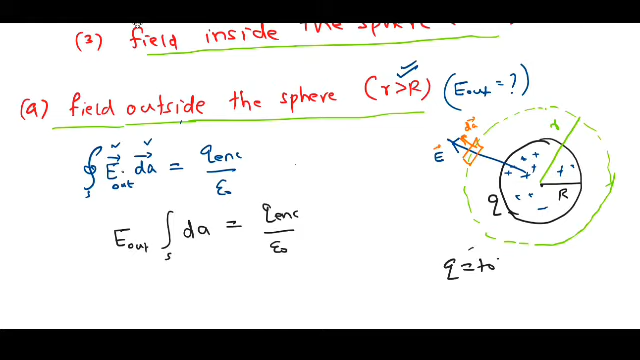 (3) field inside the sphere
(a) field outside the sphere (r>R) (Eout = ?)
∮s E⃗out · da⃗ = qenc/ε₀
Eout ∫s da = qenc/ε₀
E⃗
da⃗
r
R
q
q = to